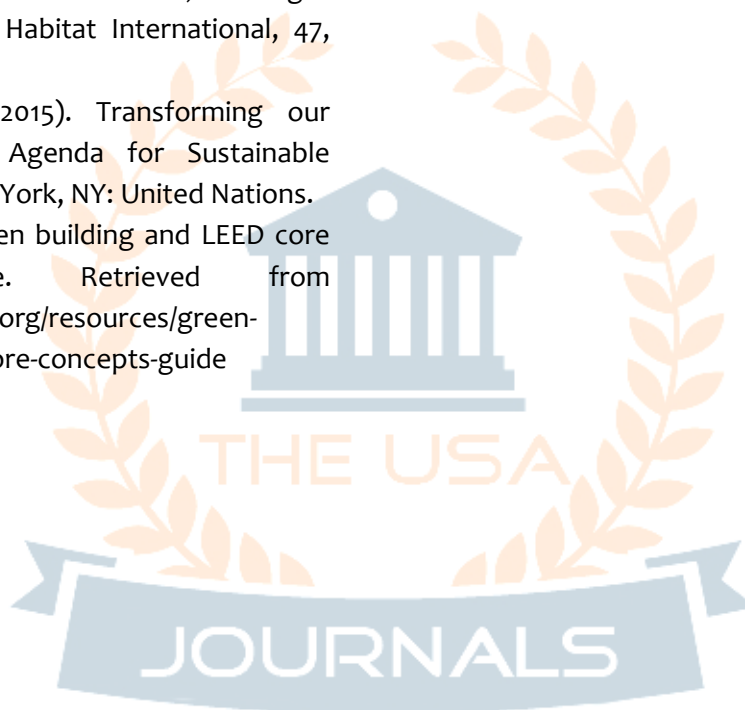 Habitat International, 47,
2015). Transforming our
Agenda for Sustainable
York, NY: United Nations.
en building and LEED core
e. Retrieved from
org/resources/green-
ore-concepts-guide
THE USA
JOURNALS